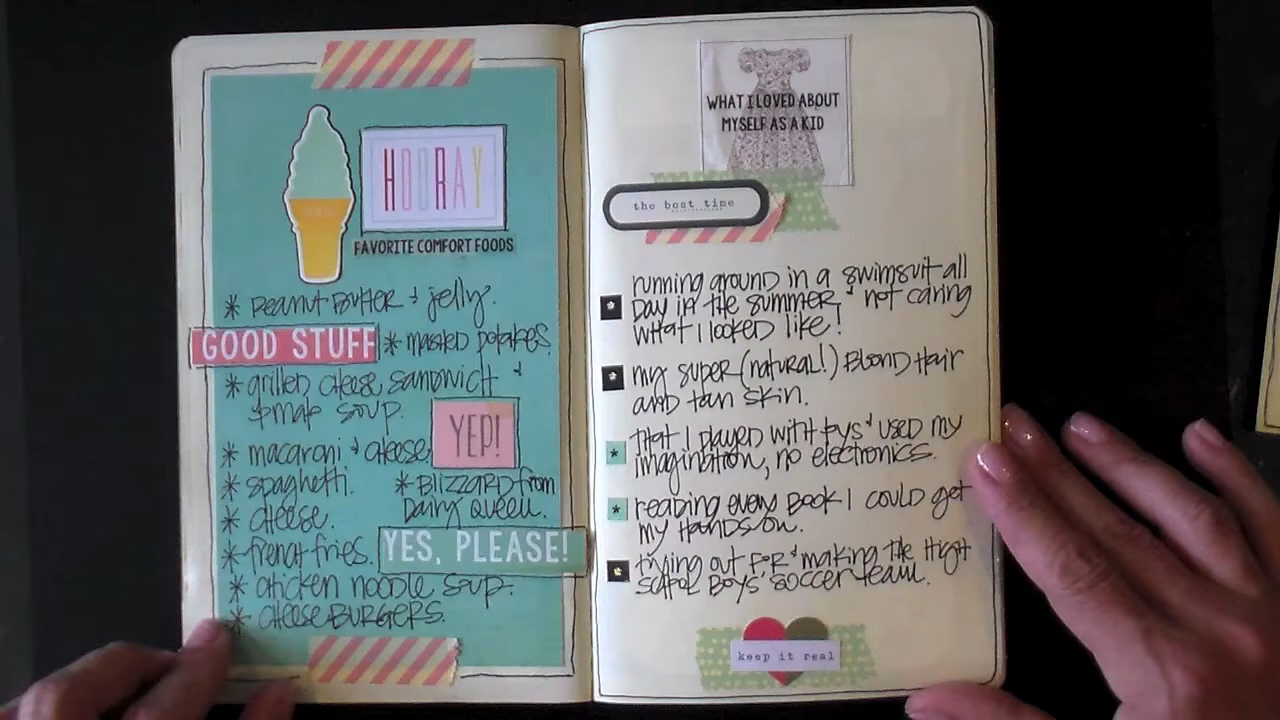 HOORAY
FAVORITE COMFORT FOODS
* Peanut Butter & jelly.
GOOD STUFF
* mashed potatoes.
* grilled cheese sandwich &
tomato soup.
YEP!
* macaroni & cheese
* spaghetti.
* Blizzard from
Dairy Queen.
* cheese.
* french fries.
YES, PLEASE!
* chicken noodle soup.
* cheeseburgers.
WHAT I LOVED ABOUT
MYSELF AS A KID
the best time
running around in a swimsuit all
day in the summer & not caring
what I looked like!
my super (natural!) blond hair
and tan skin.
that I played with toys & used my
imagination, no electronics.
reading every book I could get
my hands on.
trying out for & making the high
school boys' soccer team.
keep it real